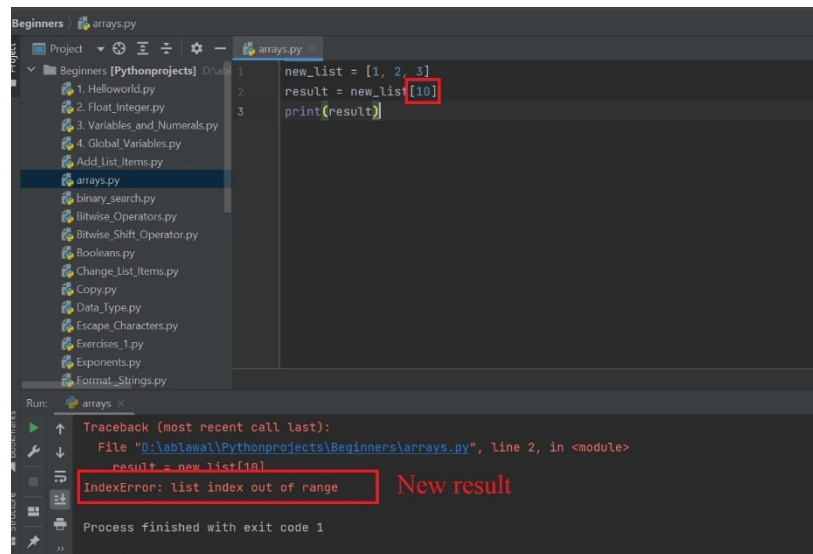 Beginners
arrays.py
Project
arrays.py
Beginners [Pythonprojects] D:\abl
1. Helloworld.py
2. Float_Integer.py
3. Variables_and_Numerals.py
4. Global_Variables.py
Add_List_Items.py
arrays.py
binary_search.py
Bitwise_Operators.py
Bitwise_Shift_Operator.py
Booleans.py
Change_List_Items.py
Copy.py
Data_Type.py
Escape_Characters.py
Exercises_1.py
Exponents.py
Format_Strings.py
1 new_list = [1, 2, 3]
2 result = new_list[10]
3 print(result)
Run: arrays
Traceback (most recent call last):
File "D:\ablawal\Pythonprojects\Beginners\arrays.py", line 2, in <module>
result = new_list[10]
IndexError: list index out of range
New result
Process finished with exit code 1
Project
Bookmarks
Structure